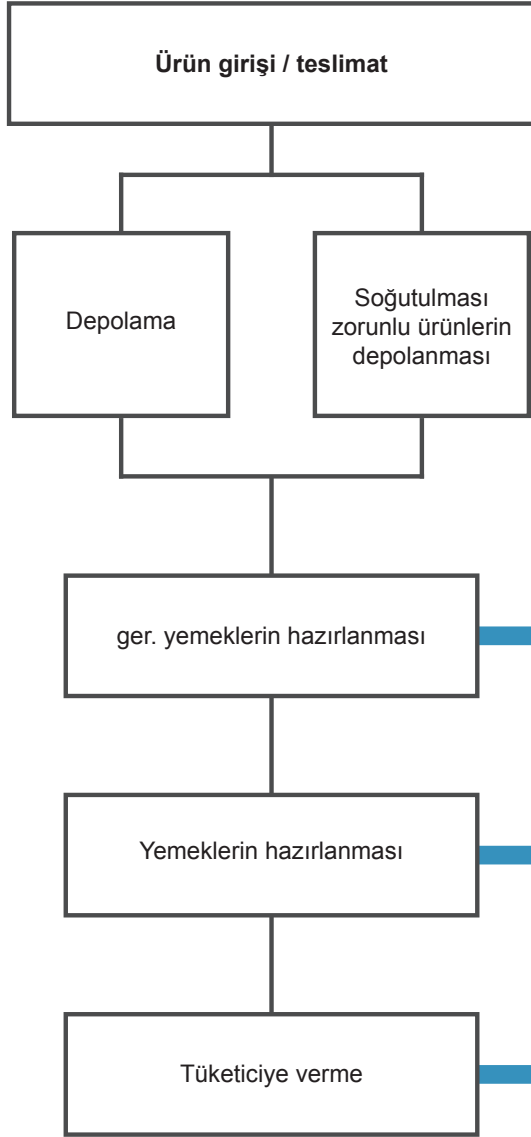 Ürün girişi / teslimat
Depolama
Soğutulması
zorunlu ürünlerin
depolanması
ger. yemeklerin hazırlanması
Yemeklerin hazırlanması
Tüketiciye verme